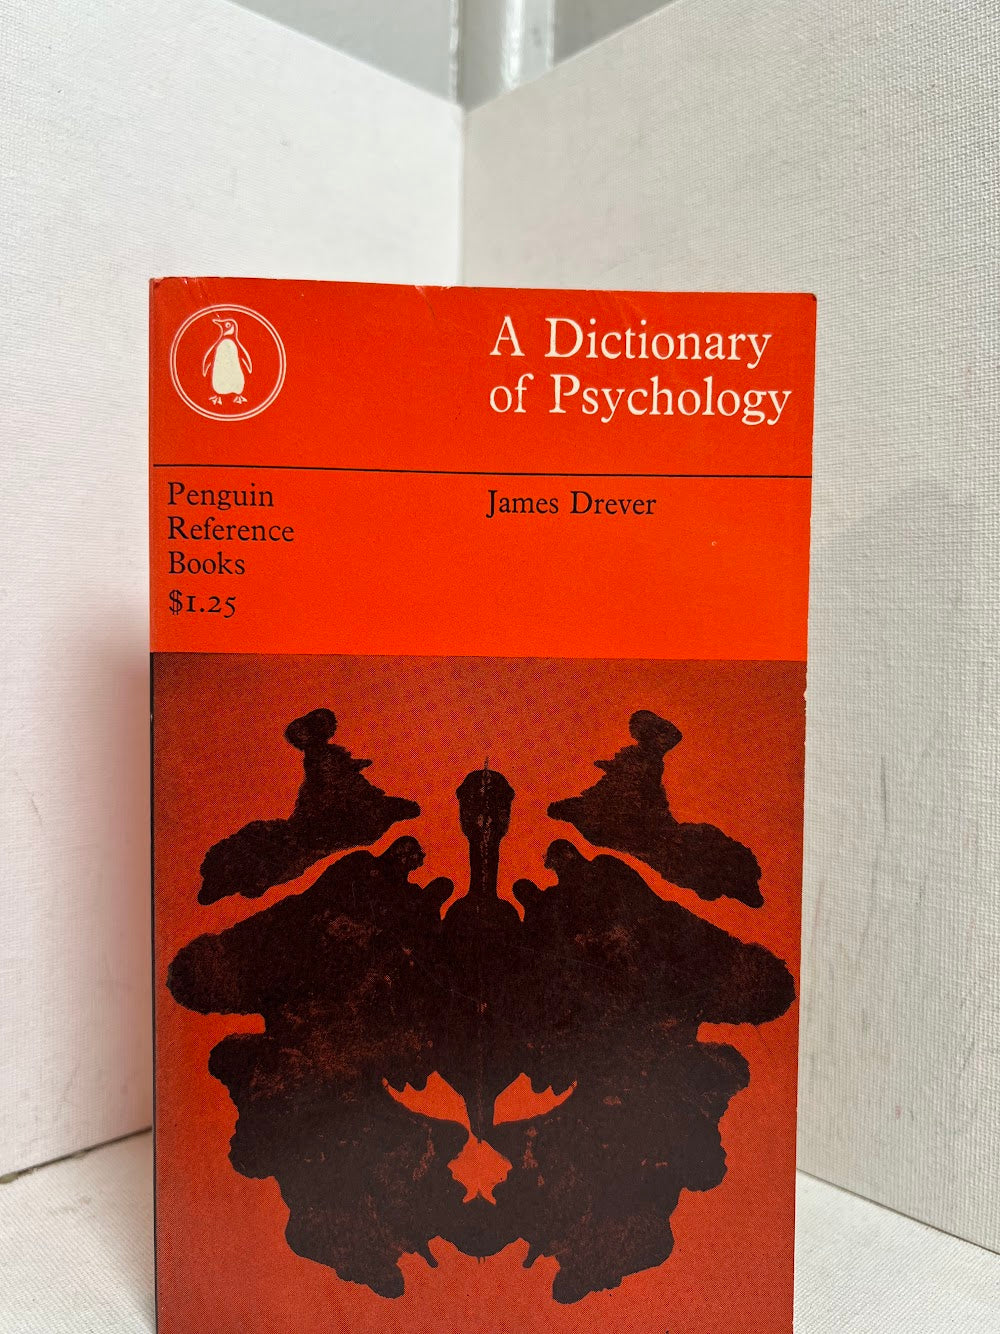 A Dictionary
of Psychology
Penguin
Reference
Books
$1.25
James Drever